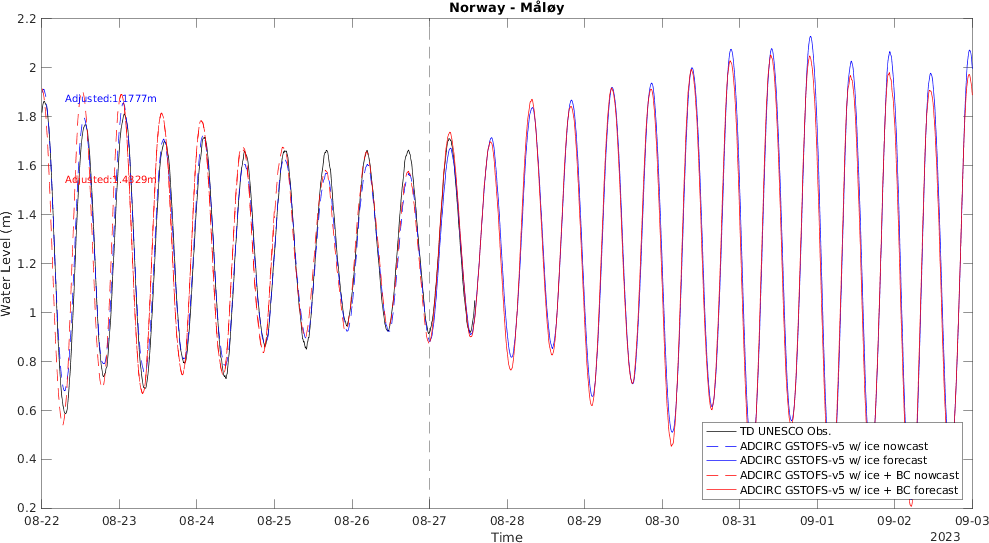 Norway - Måløy
Water Level (m)
2.2
2
1.8
1.6
1.4
1.2
1
0.8
0.6
0.4
0.2
Adjusted:1.1777m
Adjusted:1.4329m
TD UNESCO Obs.
ADCIRC GSTOFS-v5 w/ ice nowcast
ADCIRC GSTOFS-v5 w/ ice forecast
ADCIRC GSTOFS-v5 w/ ice + BC nowcast
ADCIRC GSTOFS-v5 w/ ice + BC forecast
08-22 08-23 08-24 08-25 08-26 08-27 08-28 08-29 08-30 08-31 09-01 09-02 09-03
Time
2023